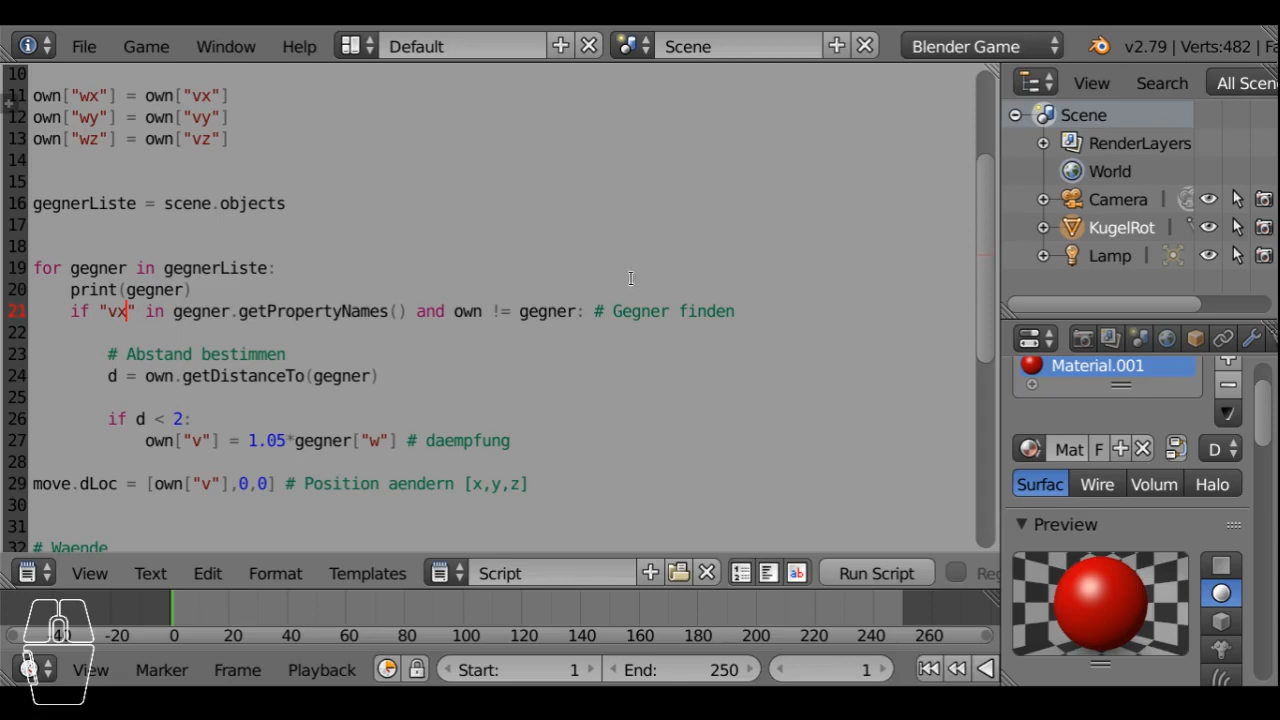 File Game Window Help Default Scene Blender Game v2.79 | Verts:482 |
10
11 own["wx"] = own["vx"]
12 own["wy"] = own["vy"]
13 own["wz"] = own["vz"]
14
15
16 gegnerListe = scene.objects
17
18
19 for gegner in gegnerListe:
20 print(gegner)
21 if "vx" in gegner.getPropertyNames() and own != gegner: # Gegner finden
22
23 # Abstand bestimmen
24 d = own.getDistanceTo(gegner)
25
26 if d < 2:
27 own["v"] = 1.05*gegner["w"] # daempfung
28
29 move.dLoc = [own["v"],0,0] # Position aendern [x,y,z]
30
31
32 # Waende
View Text Edit Format Templates Script Run Script Reg
-40 -20 0 20 40 60 80 100 120 140 160 180 200 220 240 260
View Marker Frame Playback Start: 1 End: 250 1
View Search All Scen
Scene
RenderLayers
World
Camera
KugelRot
Lamp
Material.001
Mat F D
Surfac Wire Volum Halo
Preview